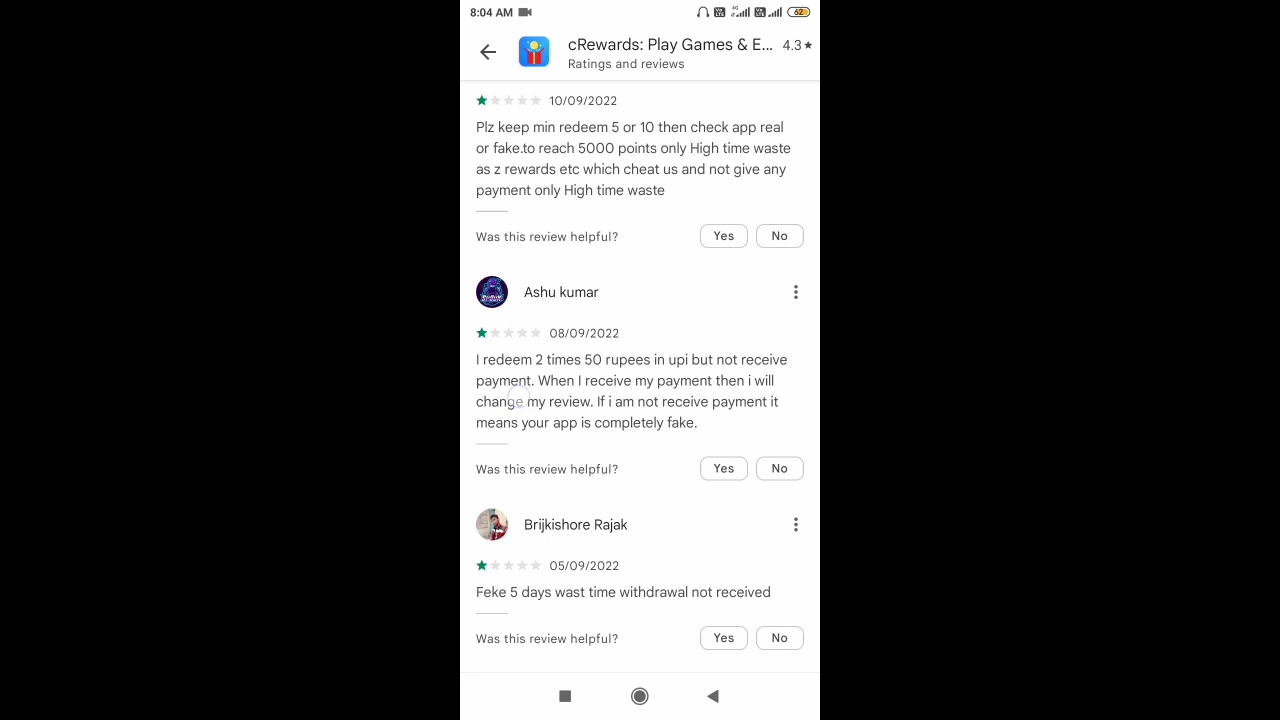 8:04 AM 4G Vo LTE Vo LTE 62
cRewards: Play Games & E... 4.3★
Ratings and reviews
10/09/2022
Plz keep min redeem 5 or 10 then check app real
or fake.to reach 5000 points only High time waste
as z rewards etc which cheat us and not give any
payment only High time waste
Was this review helpful? Yes No
Ashu kumar
08/09/2022
I redeem 2 times 50 rupees in upi but not receive
payment. When I receive my payment then i will
change my review. If i am not receive payment it
means your app is completely fake.
Was this review helpful? Yes No
Brijkishore Rajak
05/09/2022
Feke 5 days wast time withdrawal not received
Was this review helpful? Yes No